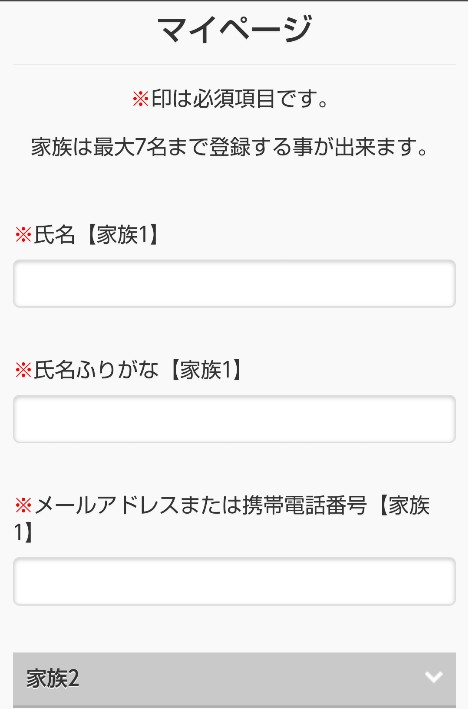 マイページ
※印は必須項目です。
家族は最大7名まで登録する事が出来ます。
※氏名【家族1】
※氏名ふりがな【家族1】
※メールアドレスまたは携帯電話番号【家族
1】
家族2